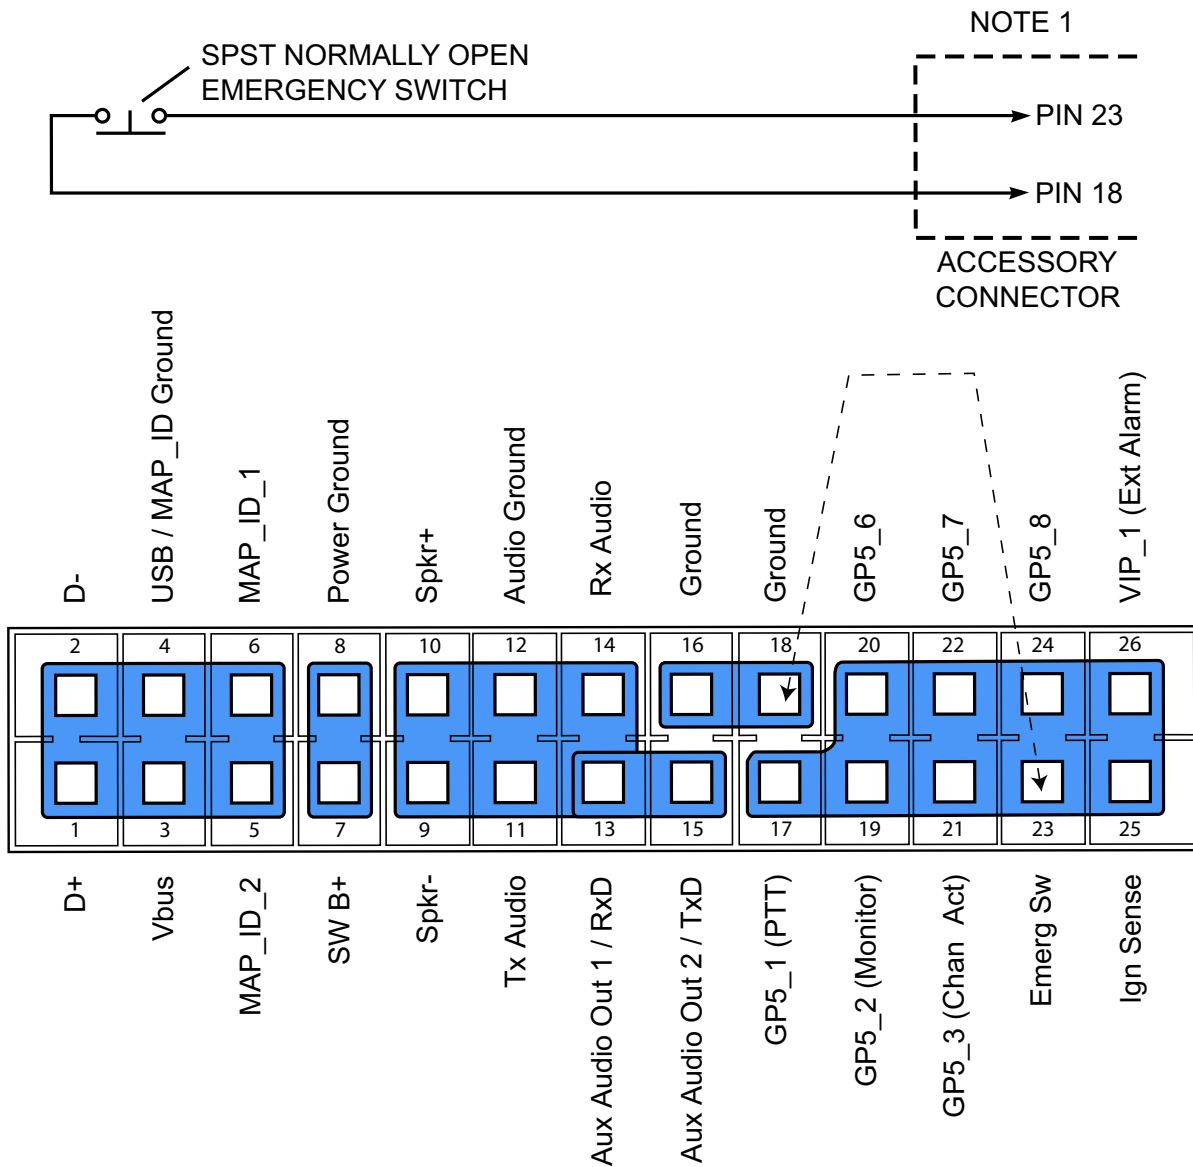 NOTE 1
SPST NORMALLY OPEN
EMERGENCY SWITCH
PIN 23
PIN 18
ACCESSORY
CONNECTOR
D-
USB / MAP_ID Ground
MAP_ID_1
Power Ground
Spkr+
Audio Ground
Rx Audio
Ground
Ground
GP5_6
GP5_7
GP5_8
VIP_1 (Ext Alarm)
2 4 6 8 10 12 14 16 18 20 22 24 26
1 3 5 7 9 11 13 15 17 19 21 23 25
D+
Vbus
MAP_ID_2
SW B+
Spkr-
Tx Audio
Aux Audio Out 1 / RxD
Aux Audio Out 2 / TxD
GP5_1 (PTT)
GP5_2 (Monitor)
GP5_3 (Chan Act)
Emerg Sw
Ign Sense